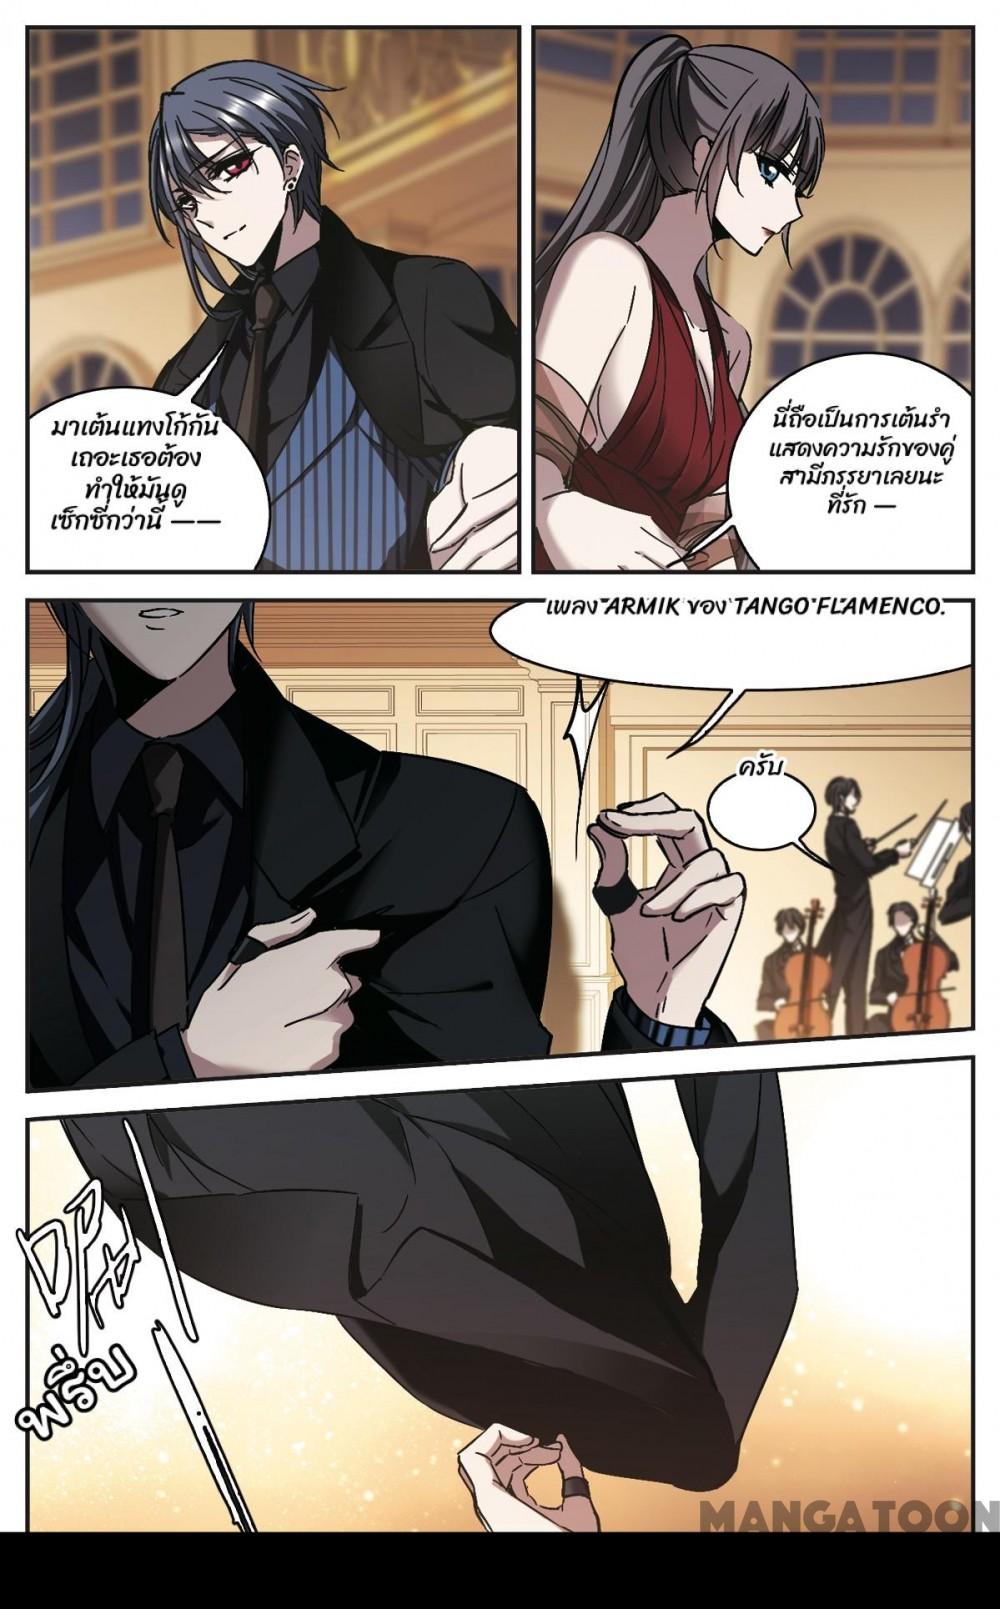 มาเต้นแทงโก้กัน
เถอะเธอต้อง
ทำให้มันดู
เซ็กซี่กว่านี้ ——
นี่ถือเป็นการเต้นรำ
แสดงความรักของคู่
สามีภรรยาเลยนะ
ที่รัก —
เพลง ARMIK ของ TANGO FLAMENCO.
ครับ
พรึ่บ
MANGATOON